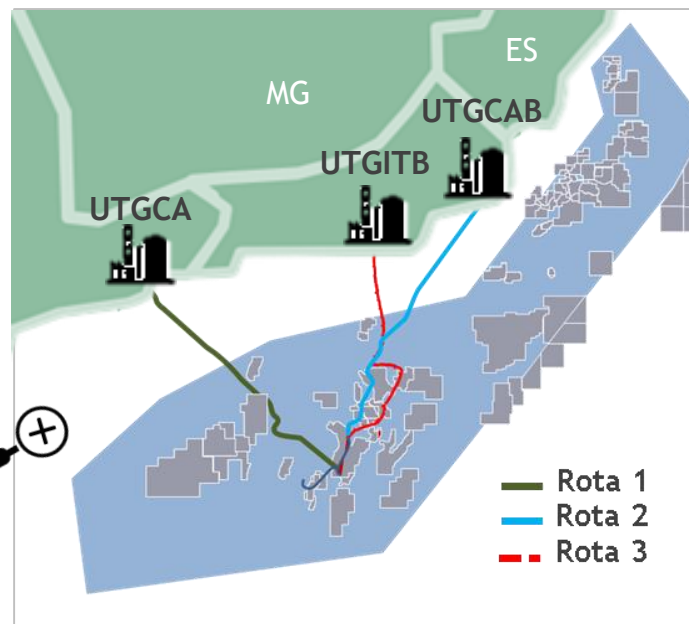 ES
MG
UTGCAB
UTGITB
UTGCA
Rota 1
Rota 2
Rota 3